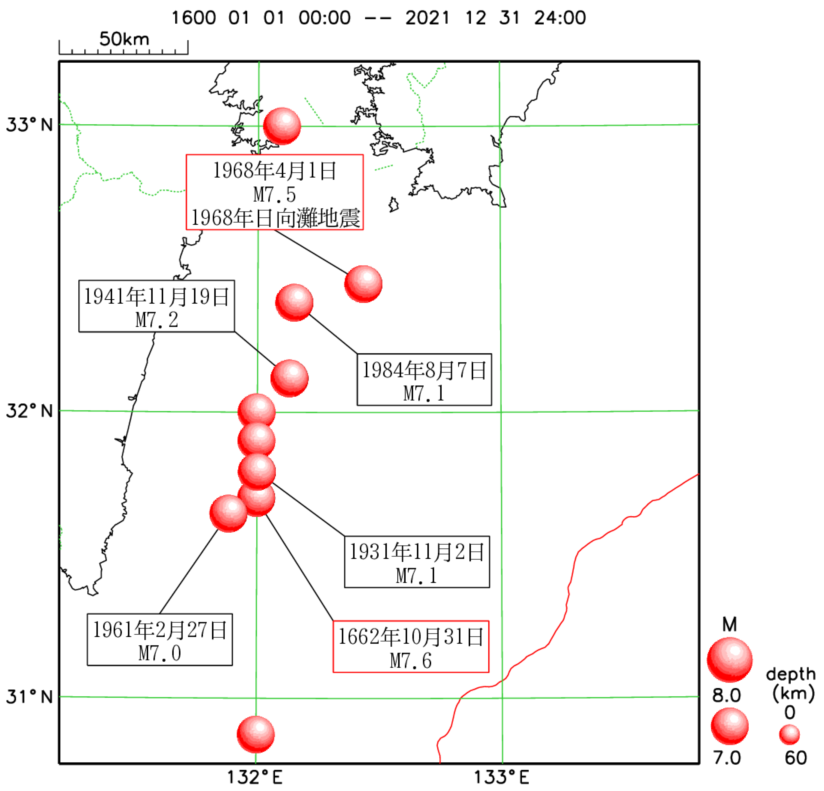 1600 01 01 00:00 -- 2021 12 31 24:00
50km
33°N
1968年4月1日
M7.5
1968年日向灘地震
1941年11月19日
M7.2
1984年8月7日
M7.1
32°N
1931年11月2日
M7.1
1961年2月27日
M7.0
1662年10月31日
M7.6
31°N
132°E
133°E
M
8.0
7.0
depth
(km)
0
60